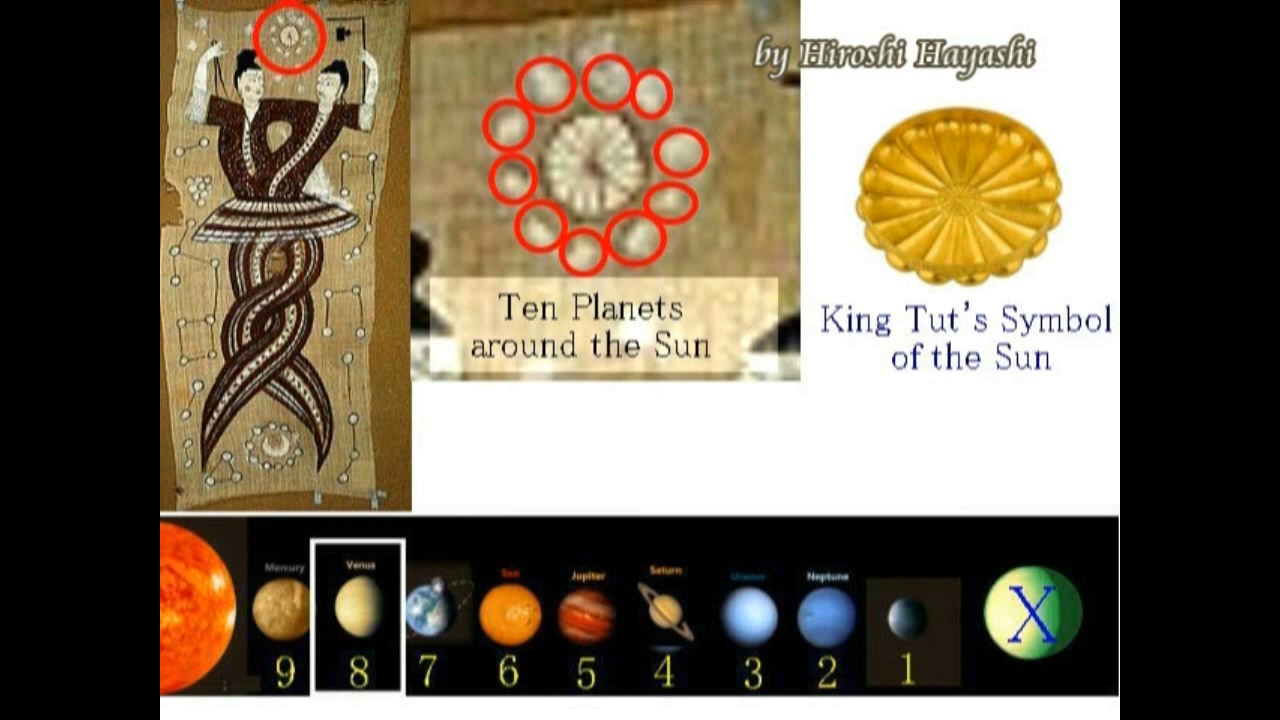 by Hiroshi Hayashi
Ten Planets
around the Sun
King Tut's Symbol
of the Sun
Mercury
Venus
Sun
Jupiter
Saturn
Uranus
Neptune
X
9 8 7 6 5 4 3 2 1